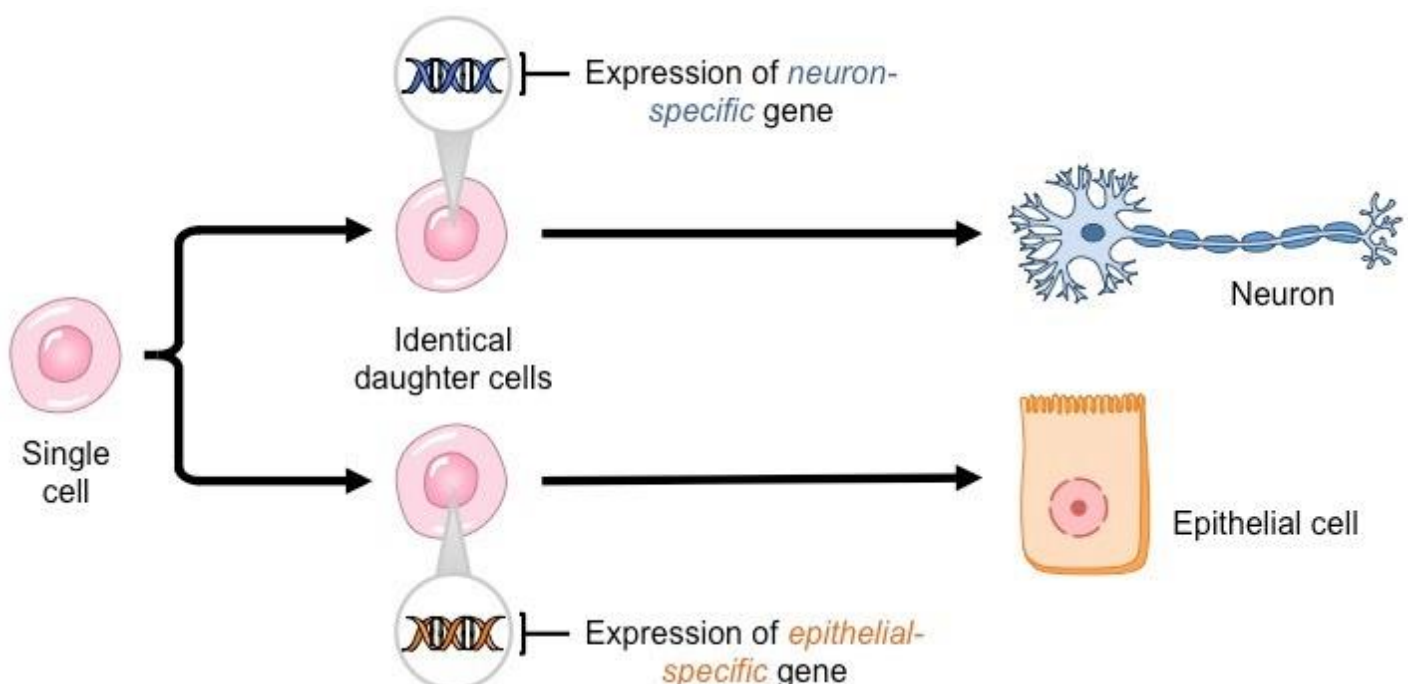 Expression of neuron-
specific gene
Neuron
Identical
daughter cells
Single
cell
Epithelial cell
Expression of epithelial-
specific gene